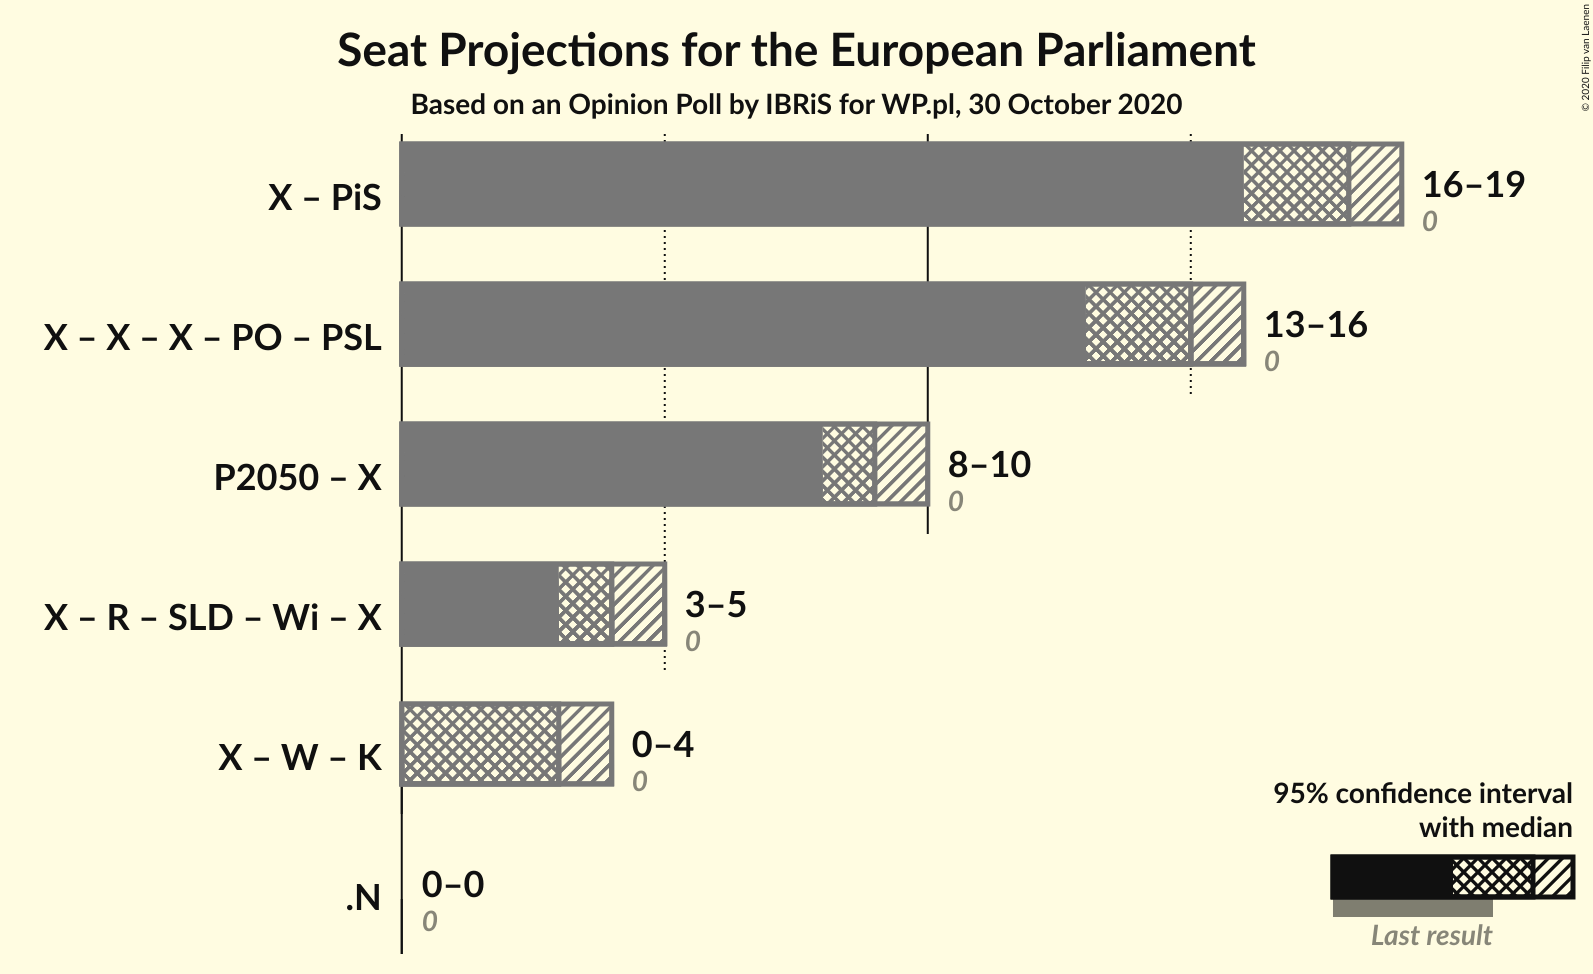 Seat Projections for the European Parliament
Based on an Opinion Poll by IBRiS for WP.pl, 30 October 2020
© 2020 Filip van Laenen
X – PiS
16–19
0
X – X – X – PO – PSL
13–16
0
P2050 – X
8–10
0
X – R – SLD – Wi – X
3–5
0
X – W – K
0–4
0
.N
0–0
0
95% confidence interval
with median
Last result